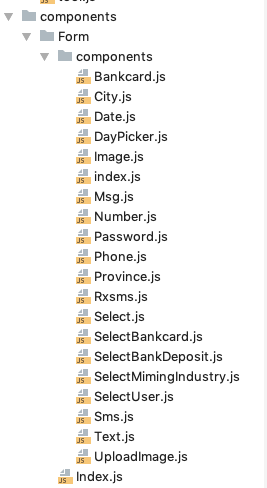 components
Form
components
Bankcard.js
City.js
Date.js
DayPicker.js
Image.js
index.js
Msg.js
Number.js
Password.js
Phone.js
Province.js
Rxsms.js
Select.js
SelectBankcard.js
SelectBankDeposit.js
SelectMimingIndustry.js
SelectUser.js
Sms.js
Text.js
UploadImage.js
Index.js